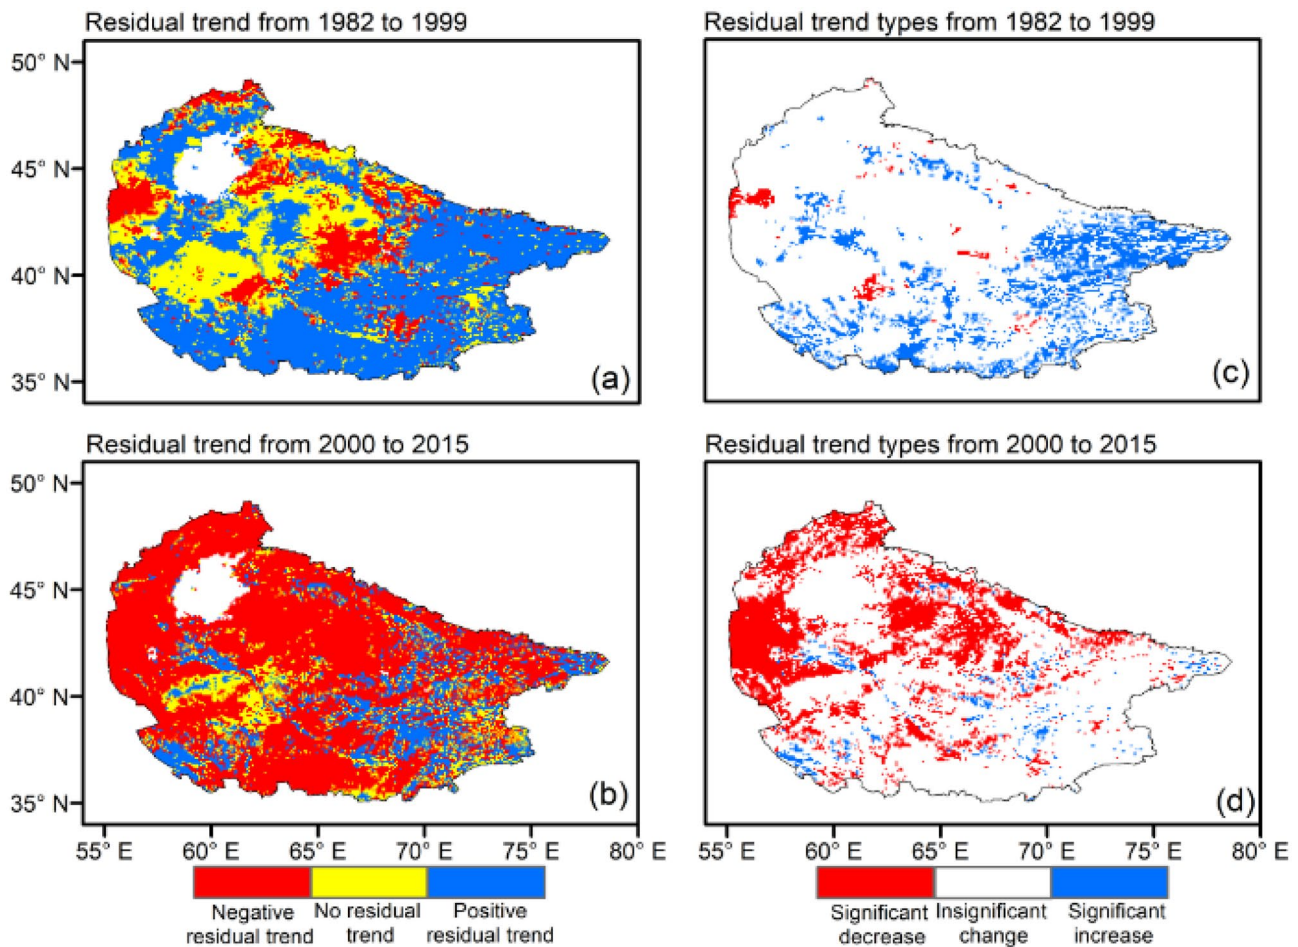 Residual trend from 1982 to 1999
Residual trend types from 1982 to 1999
50° N
45° N
40° N
35° N
(a)
(c)
Residual trend from 2000 to 2015
Residual trend types from 2000 to 2015
50° N
45° N
40° N
35° N
(b)
(d)
55° E 60° E 65° E 70° E 75° E 80° E
55° E 60° E 65° E 70° E 75° E 80° E
Negative residual trend
No residual trend
Positive residual trend
Significant decrease
Insignificant change
Significant increase